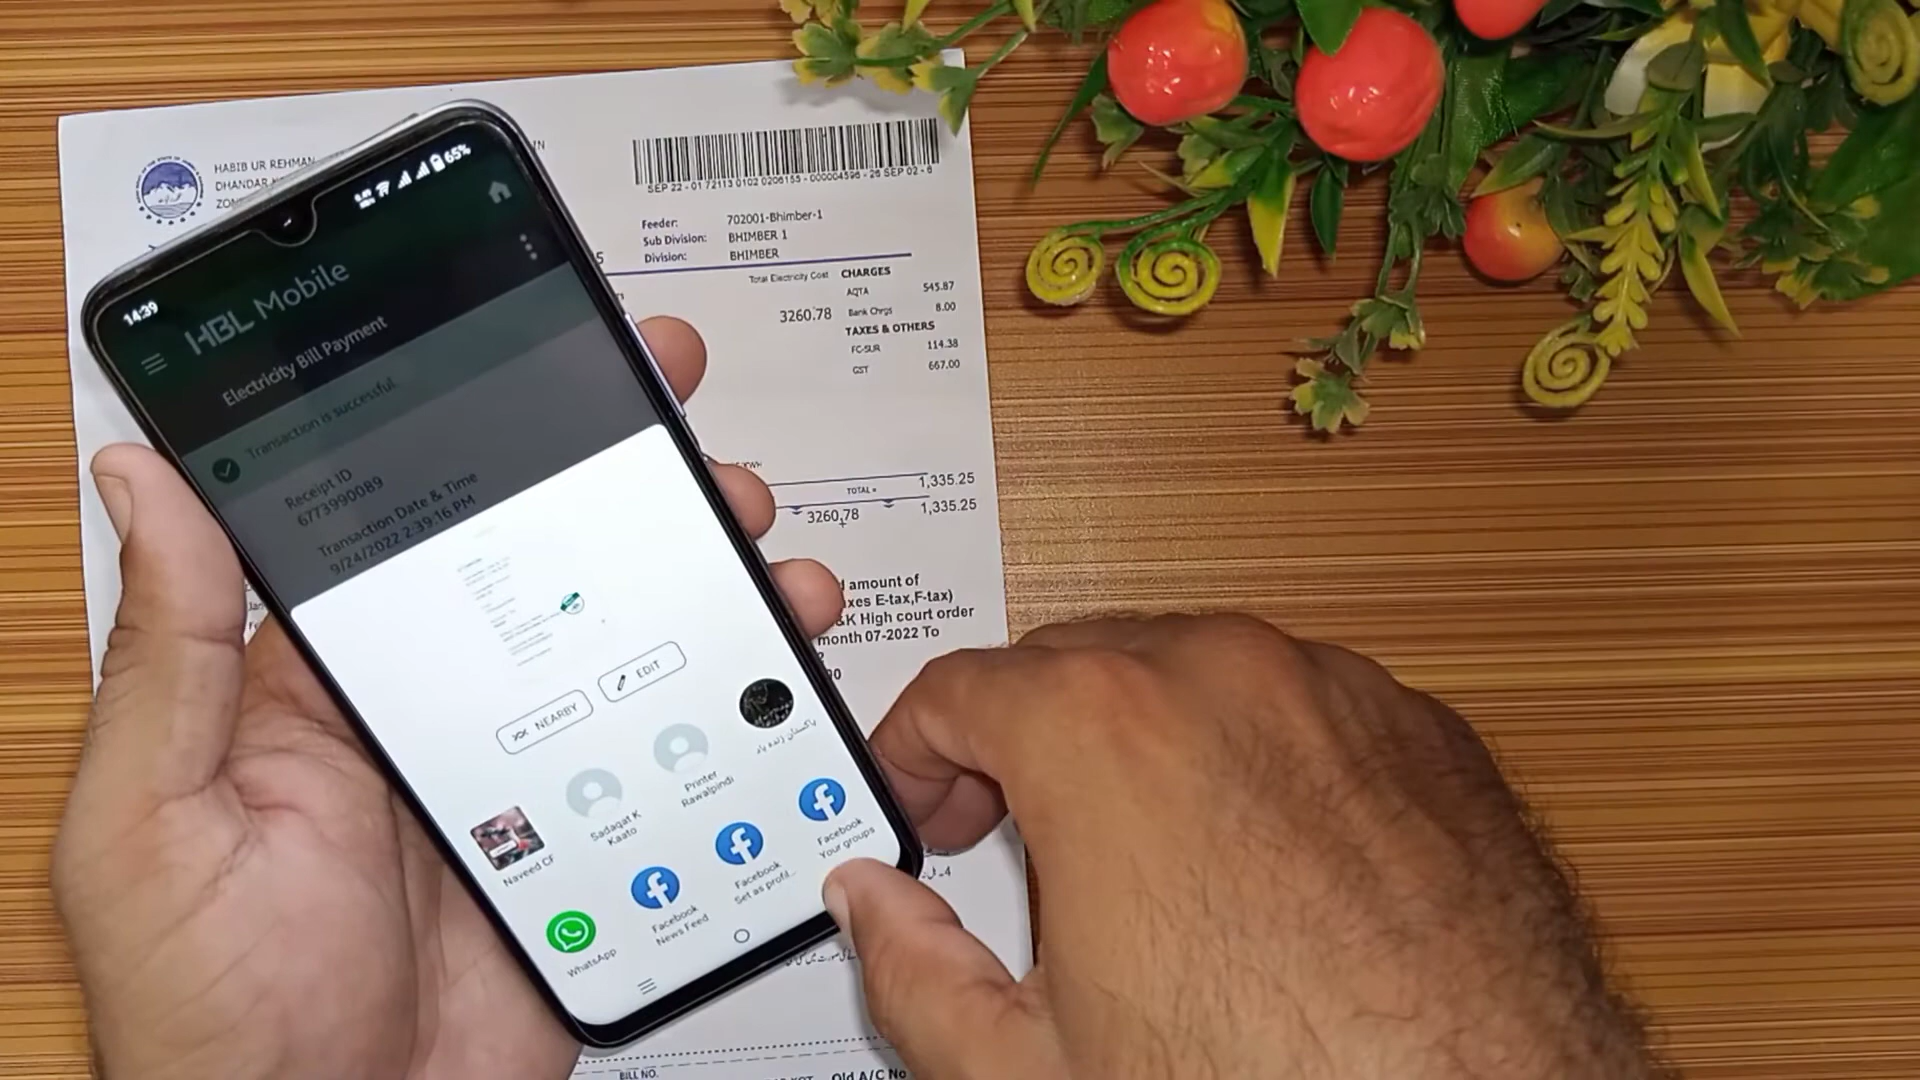 HABIB UR REHMAN
DHANDAR
SEP 22 - 01 72113 0102 0206155 - 000004596 - 26 SEP 02 - 6
Feeder: 702001-Bhimber-1
Sub Division: BHIMBER 1
Division: BHIMBER
Total Electricity Cost CHARGES
AQTA 545.87
3260.78 Bank Chrgs 8.00
TAXES & OTHERS
FC-SUR 114.38
GST 667.00
TOTAL = 1,335.25
3260.78 1,335.25
amount of
E-tax,F-tax)
High court order
month 07-2022 To
14:39
65%
HBL Mobile
Electricity Bill Payment
Transaction is successful.
Receipt ID
6773990089
Transaction Date & Time
9/24/2022 2:39:16 PM
NEARBY
EDIT
Naveed CF
Sadaqat K
Kaato
Printer
Rawalpindi
پاکستان زندہ باد
WhatsApp
Facebook
News Feed
Facebook
Set as profil...
Facebook
Your groups
BILL NO.
Old A/C No